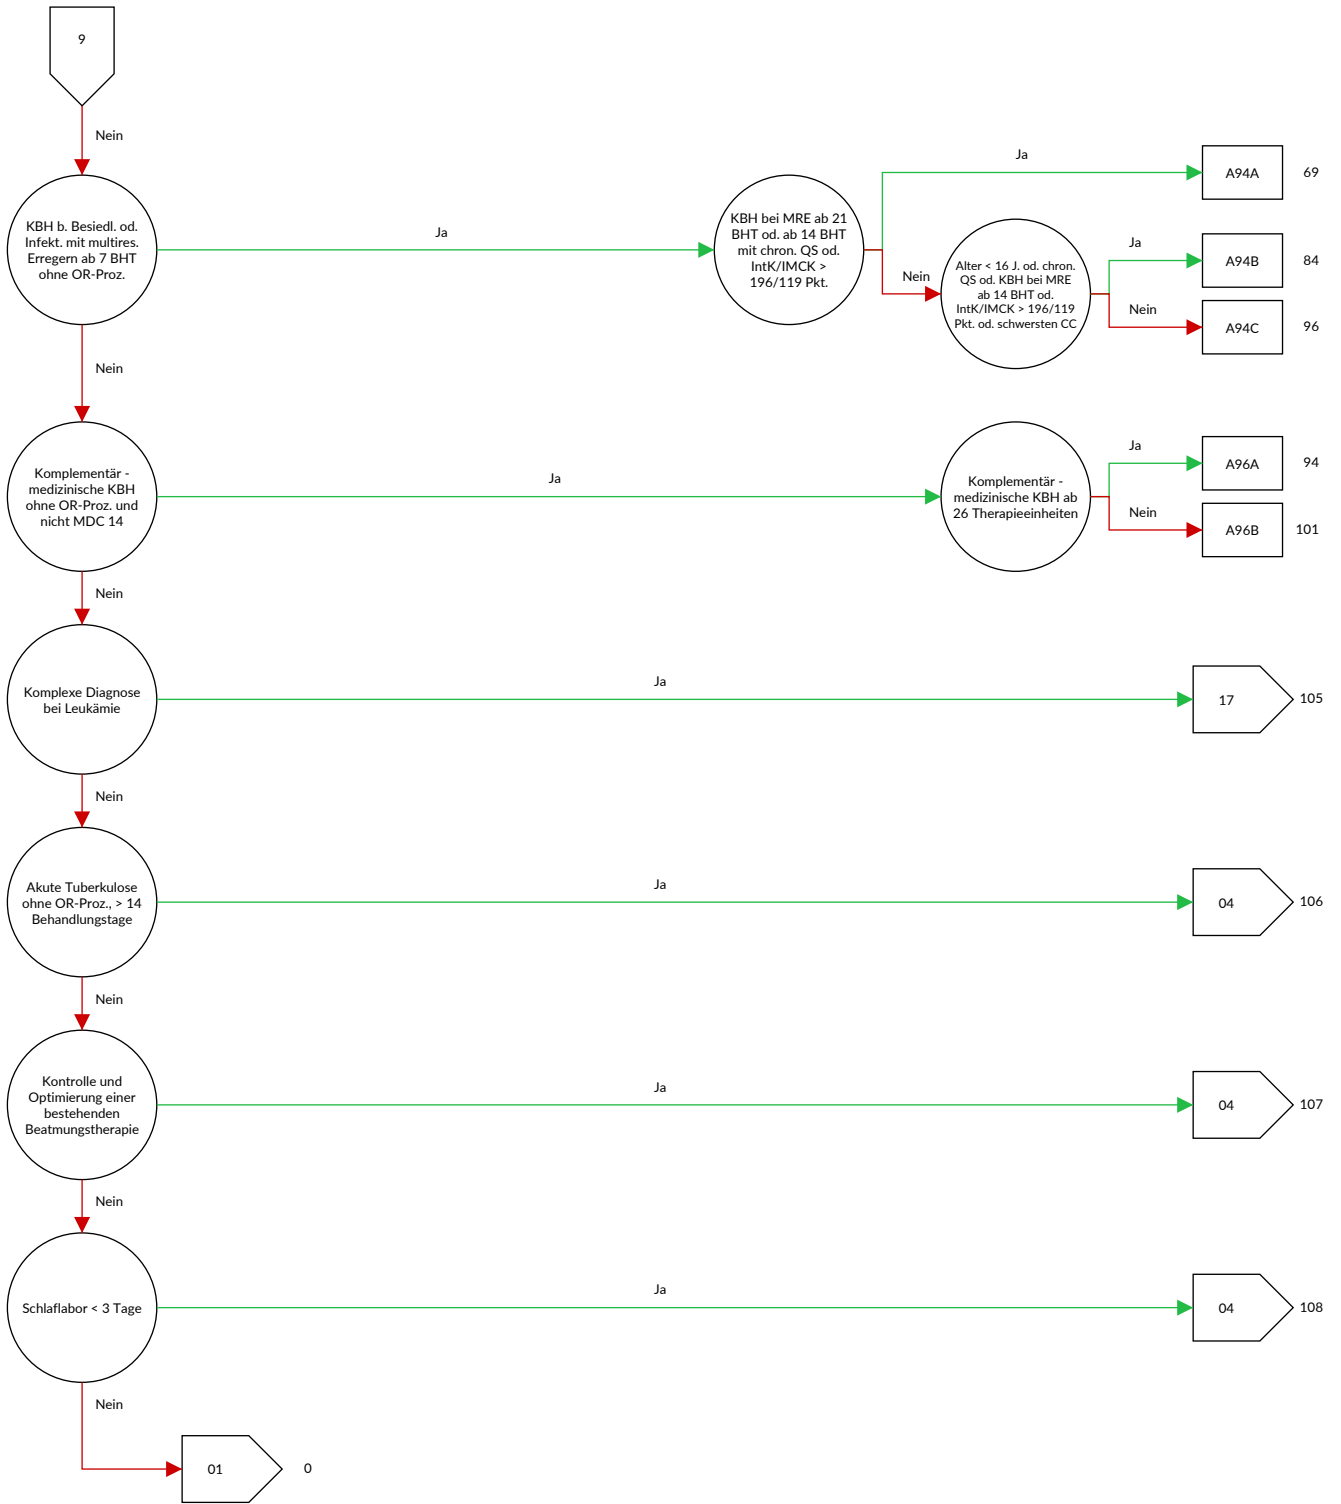 9
Nein
KBH b. Besiedl. od.
Infekt. mit multires.
Erregern ab 7 BHT
ohne OR-Proz.
Ja
KBH bei MRE ab 21
BHT od. ab 14 BHT
mit chron. QS od.
IntK/IMCK >
196/119 Pkt.
Ja
A94A
69
Nein
Alter < 16 J. od. chron.
QS od. KBH bei MRE
ab 14 BHT od.
IntK/IMCK > 196/119
Pkt. od. schwersten CC
Ja
A94B
84
Nein
A94C
96
Nein
Komplementär -
medizinische KBH
ohne OR-Proz. und
nicht MDC 14
Ja
Komplementär -
medizinische KBH ab
26 Therapieeinheiten
Ja
A96A
94
Nein
A96B
101
Nein
Komplexe Diagnose
bei Leukämie
Ja
17
105
Nein
Akute Tuberkulose
ohne OR-Proz., > 14
Behandlungstage
Ja
04
106
Nein
Kontrolle und
Optimierung einer
bestehenden
Beatmungstherapie
Ja
04
107
Nein
Schlaflabor < 3 Tage
Ja
04
108
Nein
01
0